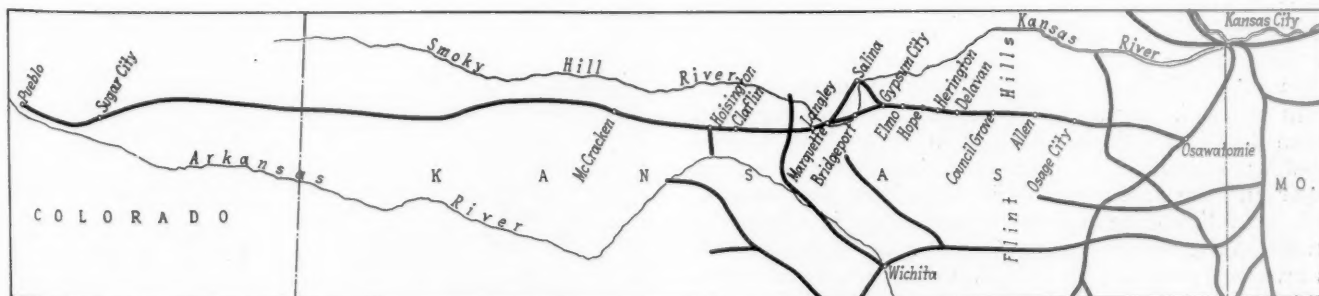 Pueblo
Sugar City
Smoky Hill River
Arkansas River
COLORADO
KANSAS
McCracken
Hoisington
Claflin
Langley
Marquette
Bridgeport
Salina
Gypsum City
Elmo
Hope
Herington
Delavan
Council Grove
Flint Hills
Allen
Osage City
Kansas River
Kansas City
Osawatomie
Wichita
MO.